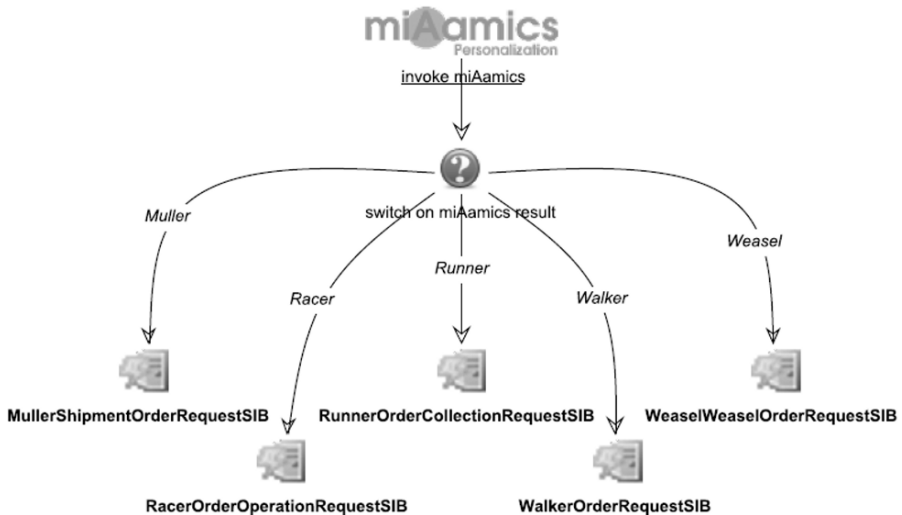 miAamics
Personalization
invoke miAamics
?
switch on miAamics result
Muller
Weasel
Runner
Racer
Walker
MullerShipmentOrderRequestSIB
RunnerOrderCollectionRequestSIB
WeaselWeaselOrderRequestSIB
RacerOrderOperationRequestSIB
WalkerOrderRequestSIB